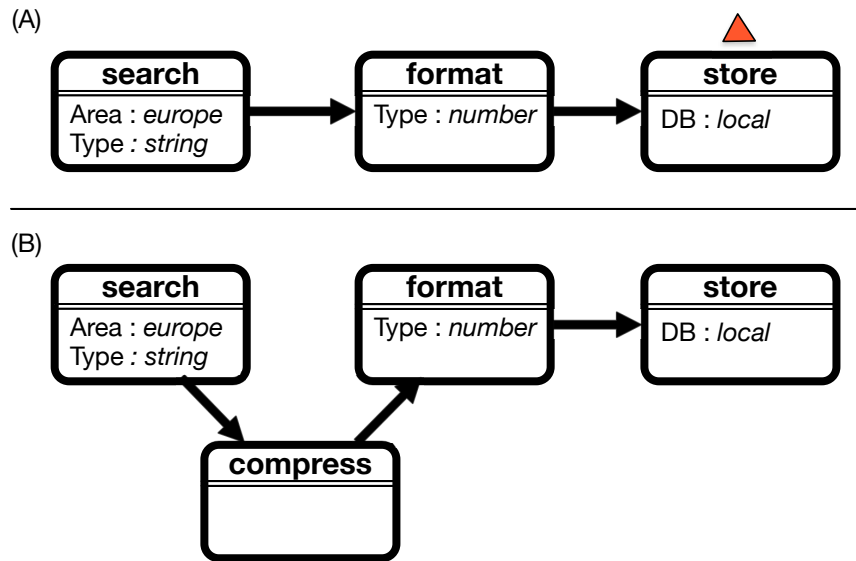 (A)
search
Area : europe
Type : string
format
Type : number
store
DB : local
(B)
search
Area : europe
Type : string
format
Type : number
store
DB : local
compress